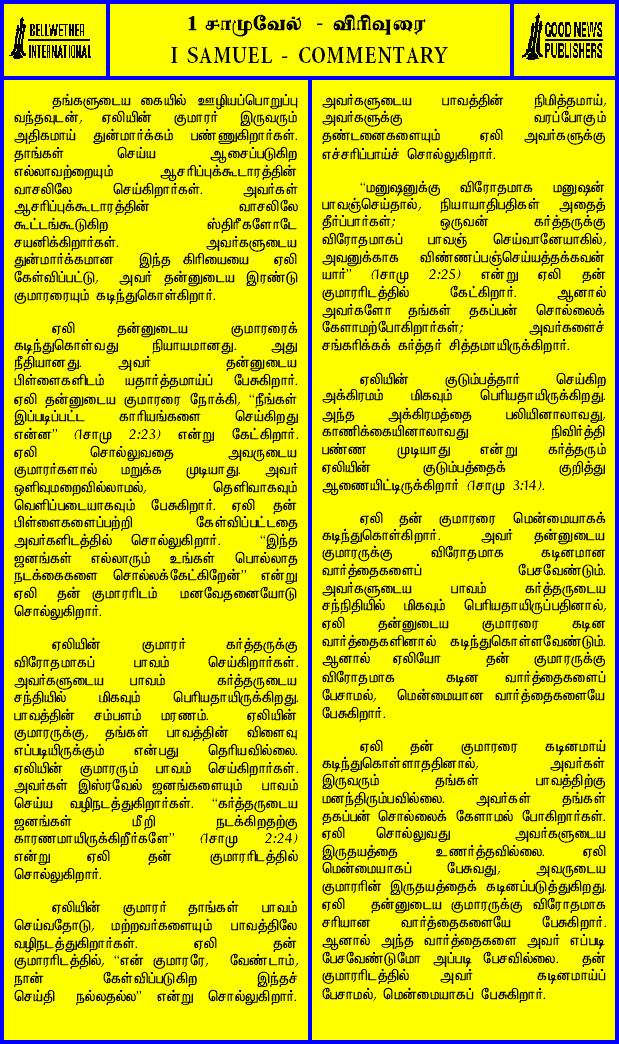 BELLWETHER
INTERNATIONAL
1 சாமுவேல் - விரிவுரை
I SAMUEL - COMMENTARY
GOOD NEWS
PUBLISHERS
தங்களுடைய கையில் ஊழியப்பொறுப்பு
வந்தவுடன், ஏலியின் குமாரர் இருவரும்
அதிகமாய் துன்மார்க்கம் பண்ணுகிறார்கள்.
தாங்கள் செய்ய ஆசைப்படுகிற
எல்லாவற்றையும் ஆசரிப்புக்கூடாரத்தின்
வாசலிலே செய்கிறார்கள். அவர்கள்
ஆசரிப்புக்கூடாரத்தின் வாசலிலே
கூட்டங்கூடுகிற ஸ்திரீகளோடே
சயனிக்கிறார்கள். அவர்களுடைய
துன்மார்க்கமான இந்த கிரியையை ஏலி
கேள்விப்பட்டு, அவர் தன்னுடைய இரண்டு
குமாரரையும் கடிந்துகொள்கிறார்.
ஏலி தன்னுடைய குமாரரைக்
கடிந்துகொள்வது நியாயமானது. அது
நீதியானது. அவர் தன்னுடைய
பிள்ளைகளிடம் யதார்த்தமாய்ப் பேசுகிறார்.
ஏலி தன்னுடைய குமாரரை நோக்கி, “நீங்கள்
இப்படிப்பட்ட காரியங்களை செய்கிறது
என்ன” (1சாமு 2:23) என்று கேட்கிறார்.
ஏலி சொல்லுவதை அவருடைய
குமாரர்களால் மறுக்க முடியாது. அவர்
ஒளிவுமறைவில்லாமல், தெளிவாகவும்
வெளிப்படையாகவும் பேசுகிறார். ஏலி தன்
பிள்ளைகளைப்பற்றி கேள்விப்பட்டதை
அவர்களிடத்தில் சொல்லுகிறார். “இந்த
ஜனங்கள் எல்லாரும் உங்கள் பொல்லாத
நடக்கைகளை சொல்லக்கேட்கிறேன்” என்று
ஏலி தன் குமாரரிடம் மனவேதனையோடு
சொல்லுகிறார்.
ஏலியின் குமாரர் கர்த்தருக்கு
விரோதமாகப் பாவம் செய்கிறார்கள்.
அவர்களுடைய பாவம் கர்த்தருடைய
சந்நியில் மிகவும் பெரியதாயிருக்கிறது.
பாவத்தின் சம்பளம் மரணம். ஏலியின்
குமாரருக்கு, தங்கள் பாவத்தின் விளைவு
எப்படியிருக்கும் என்பது தெரியவில்லை.
ஏலியின் குமாரரும் பாவம் செய்கிறார்கள்.
அவர்கள் இஸ்ரவேல் ஜனங்களையும் பாவம்
செய்ய வழிநடத்துகிறார்கள். “கர்த்தருடைய
ஜனங்கள் மீறி நடக்கிறதற்கு
காரணமாயிருக்கிறீர்களே” (1சாமு 2:24)
என்று ஏலி தன் குமாரரிடத்தில்
சொல்லுகிறார்.
ஏலியின் குமாரர் தாங்கள் பாவம்
செய்வதோடு, மற்றவர்களையும் பாவத்திலே
வழிநடத்துகிறார்கள். ஏலி தன்
குமாரரிடத்தில், “என் குமாரரே, வேண்டாம்,
நான் கேள்விப்படுகிற இந்தச்
செய்தி நல்லதல்ல” என்று சொல்லுகிறார்.
அவர்களுடைய பாவத்தின் நிமித்தமாய்,
அவர்களுக்கு வரப்போகும்
தண்டனைகளையும் ஏலி அவர்களுக்கு
எச்சரிப்பாய்ச் சொல்லுகிறார்.
“மனுஷனுக்கு விரோதமாக மனுஷன்
பாவஞ்செய்தால், நியாயாதிபதிகள் அதைத்
தீர்ப்பார்கள்; ஒருவன் கர்த்தருக்கு
விரோதமாகப் பாவஞ் செய்வானேயாகில்,
அவனுக்காக விண்ணப்பஞ்செய்யத்தக்கவன்
யார்” (1சாமு 2:25) என்று ஏலி தன்
குமாரரிடத்தில் கேட்கிறார். ஆனால்
அவர்களோ தங்கள் தகப்பன் சொல்லைக்
கேளாமற்போகிறார்கள்; அவர்களைச்
சங்கரிக்கக் கர்த்தர் சித்தமாயிருக்கிறார்.
ஏலியின் குடும்பத்தார் செய்கிற
அக்கிரமம் மிகவும் பெரியதாயிருக்கிறது.
அந்த அக்கிரமத்தை பலியினாலாவது,
காணிக்கையினாலாவது நிவிர்த்தி
பண்ண முடியாது என்று கர்த்தரும்
ஏலியின் குடும்பத்தைக் குறித்து
ஆணையிட்டிருக்கிறார் (1சாமு 3:14).
ஏலி தன் குமாரரை மென்மையாகக்
கடிந்துகொள்கிறார். அவர் தன்னுடைய
குமாரருக்கு விரோதமாக கடினமான
வார்த்தைகளைப் பேசவேண்டும்.
அவர்களுடைய பாவம் கர்த்தருடைய
சந்நிதியில் மிகவும் பெரியதாயிருப்பதினால்,
ஏலி தன்னுடைய குமாரரை கடின
வார்த்தைகளினால் கடிந்துகொள்ளவேண்டும்.
ஆனால் ஏலியோ தன் குமாரருக்கு
விரோதமாக கடின வார்த்தைகளைப்
பேசாமல், மென்மையான வார்த்தைகளையே
பேசுகிறார்.
ஏலி தன் குமாரரை கடினமாய்
கடிந்துகொள்ளாததினால், அவர்கள்
இருவரும் தங்கள் பாவத்திற்கு
மனந்திரும்பவில்லை. அவர்கள் தங்கள்
தகப்பன் சொல்லைக் கேளாமல் போகிறார்கள்.
ஏலி சொல்லுவது அவர்களுடைய
இருதயத்தை உணர்த்தவில்லை. ஏலி
மென்மையாகப் பேசுவது, அவருடைய
குமாரரின் இருதயத்தைக் கடினப்படுத்துகிறது.
ஏலி தன்னுடைய குமாரருக்கு விரோதமாக
சரியான வார்த்தைகளையே பேசுகிறார்.
ஆனால் அந்த வார்த்தைகளை அவர் எப்படி
பேசவேண்டுமோ அப்படி பேசவில்லை. தன்
குமாரரிடத்தில் அவர் கடினமாய்ப்
பேசாமல், மென்மையாகப் பேசுகிறார்.